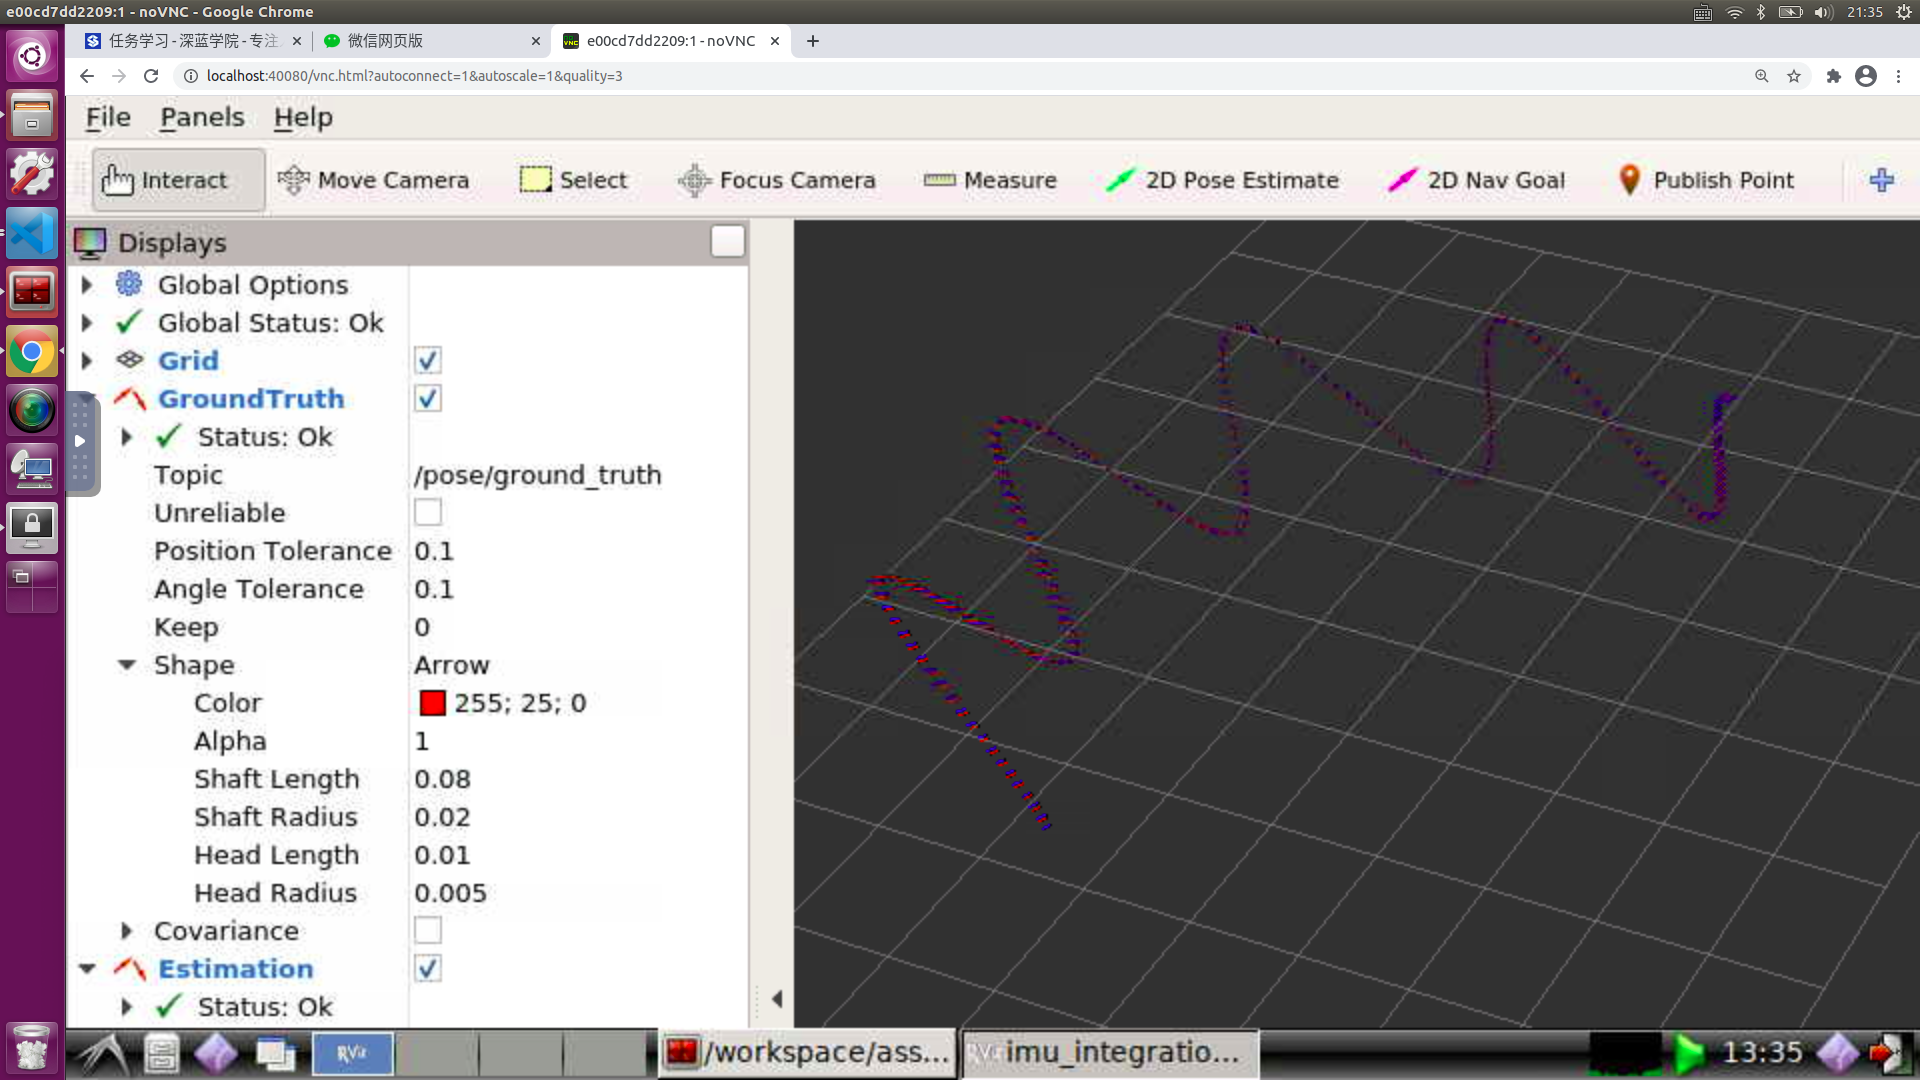 e00cd7dd2209:1 - noVNC - Google Chrome
21:35
任务学习 - 深蓝学院 - 专注
微信网页版
e00cd7dd2209:1 - noVNC
localhost:40080/vnc.html?autoconnect=1&autoscale=1&quality=3
File Panels Help
Interact Move Camera Select Focus Camera Measure 2D Pose Estimate 2D Nav Goal Publish Point
Displays
Global Options
Global Status: Ok
Grid
GroundTruth
Status: Ok
Topic /pose/ground_truth
Unreliable
Position Tolerance 0.1
Angle Tolerance 0.1
Keep 0
Shape Arrow
Color 255; 25; 0
Alpha 1
Shaft Length 0.08
Shaft Radius 0.02
Head Length 0.01
Head Radius 0.005
Covariance
Estimation
Status: Ok
RViz /workspace/ass... RViz imu_integratio... 13:35